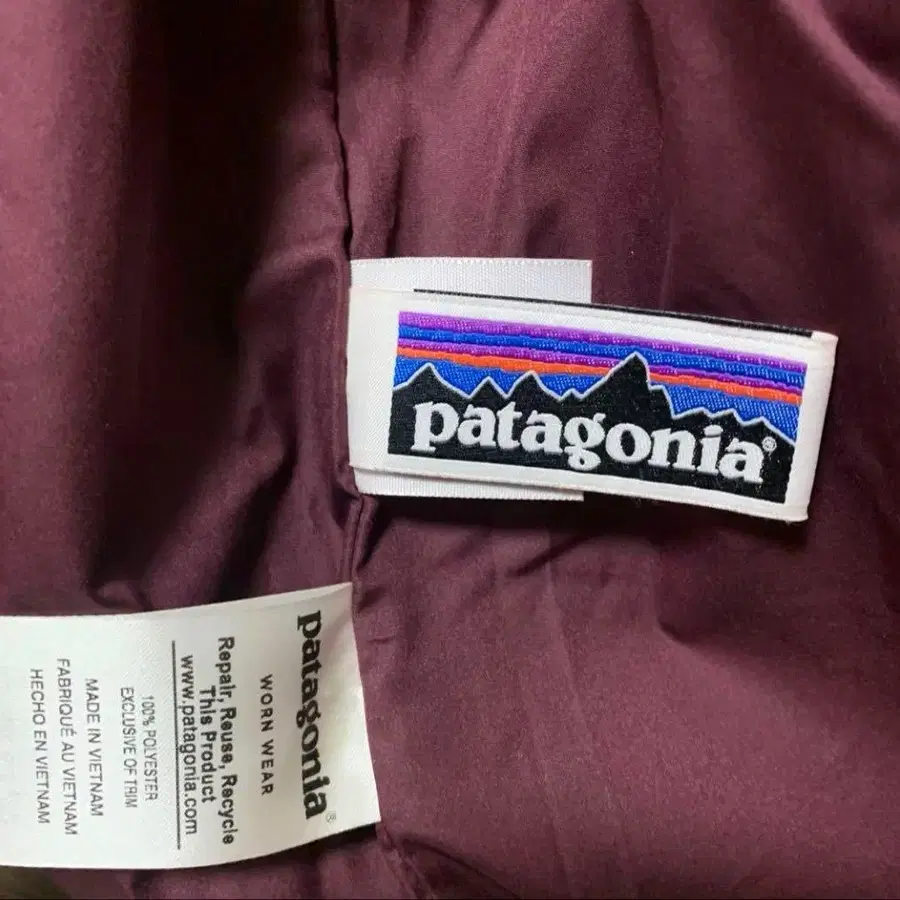 patagonia®
patagonia®
WORN WEAR
Repair, Reuse, Recycle
This Product
www.patagonia.com
100% POLYESTER
EXCLUSIVE OF TRIM
MADE IN VIETNAM
FABRIQUÉ AU VIETNAM
HECHO EN VIETNAM